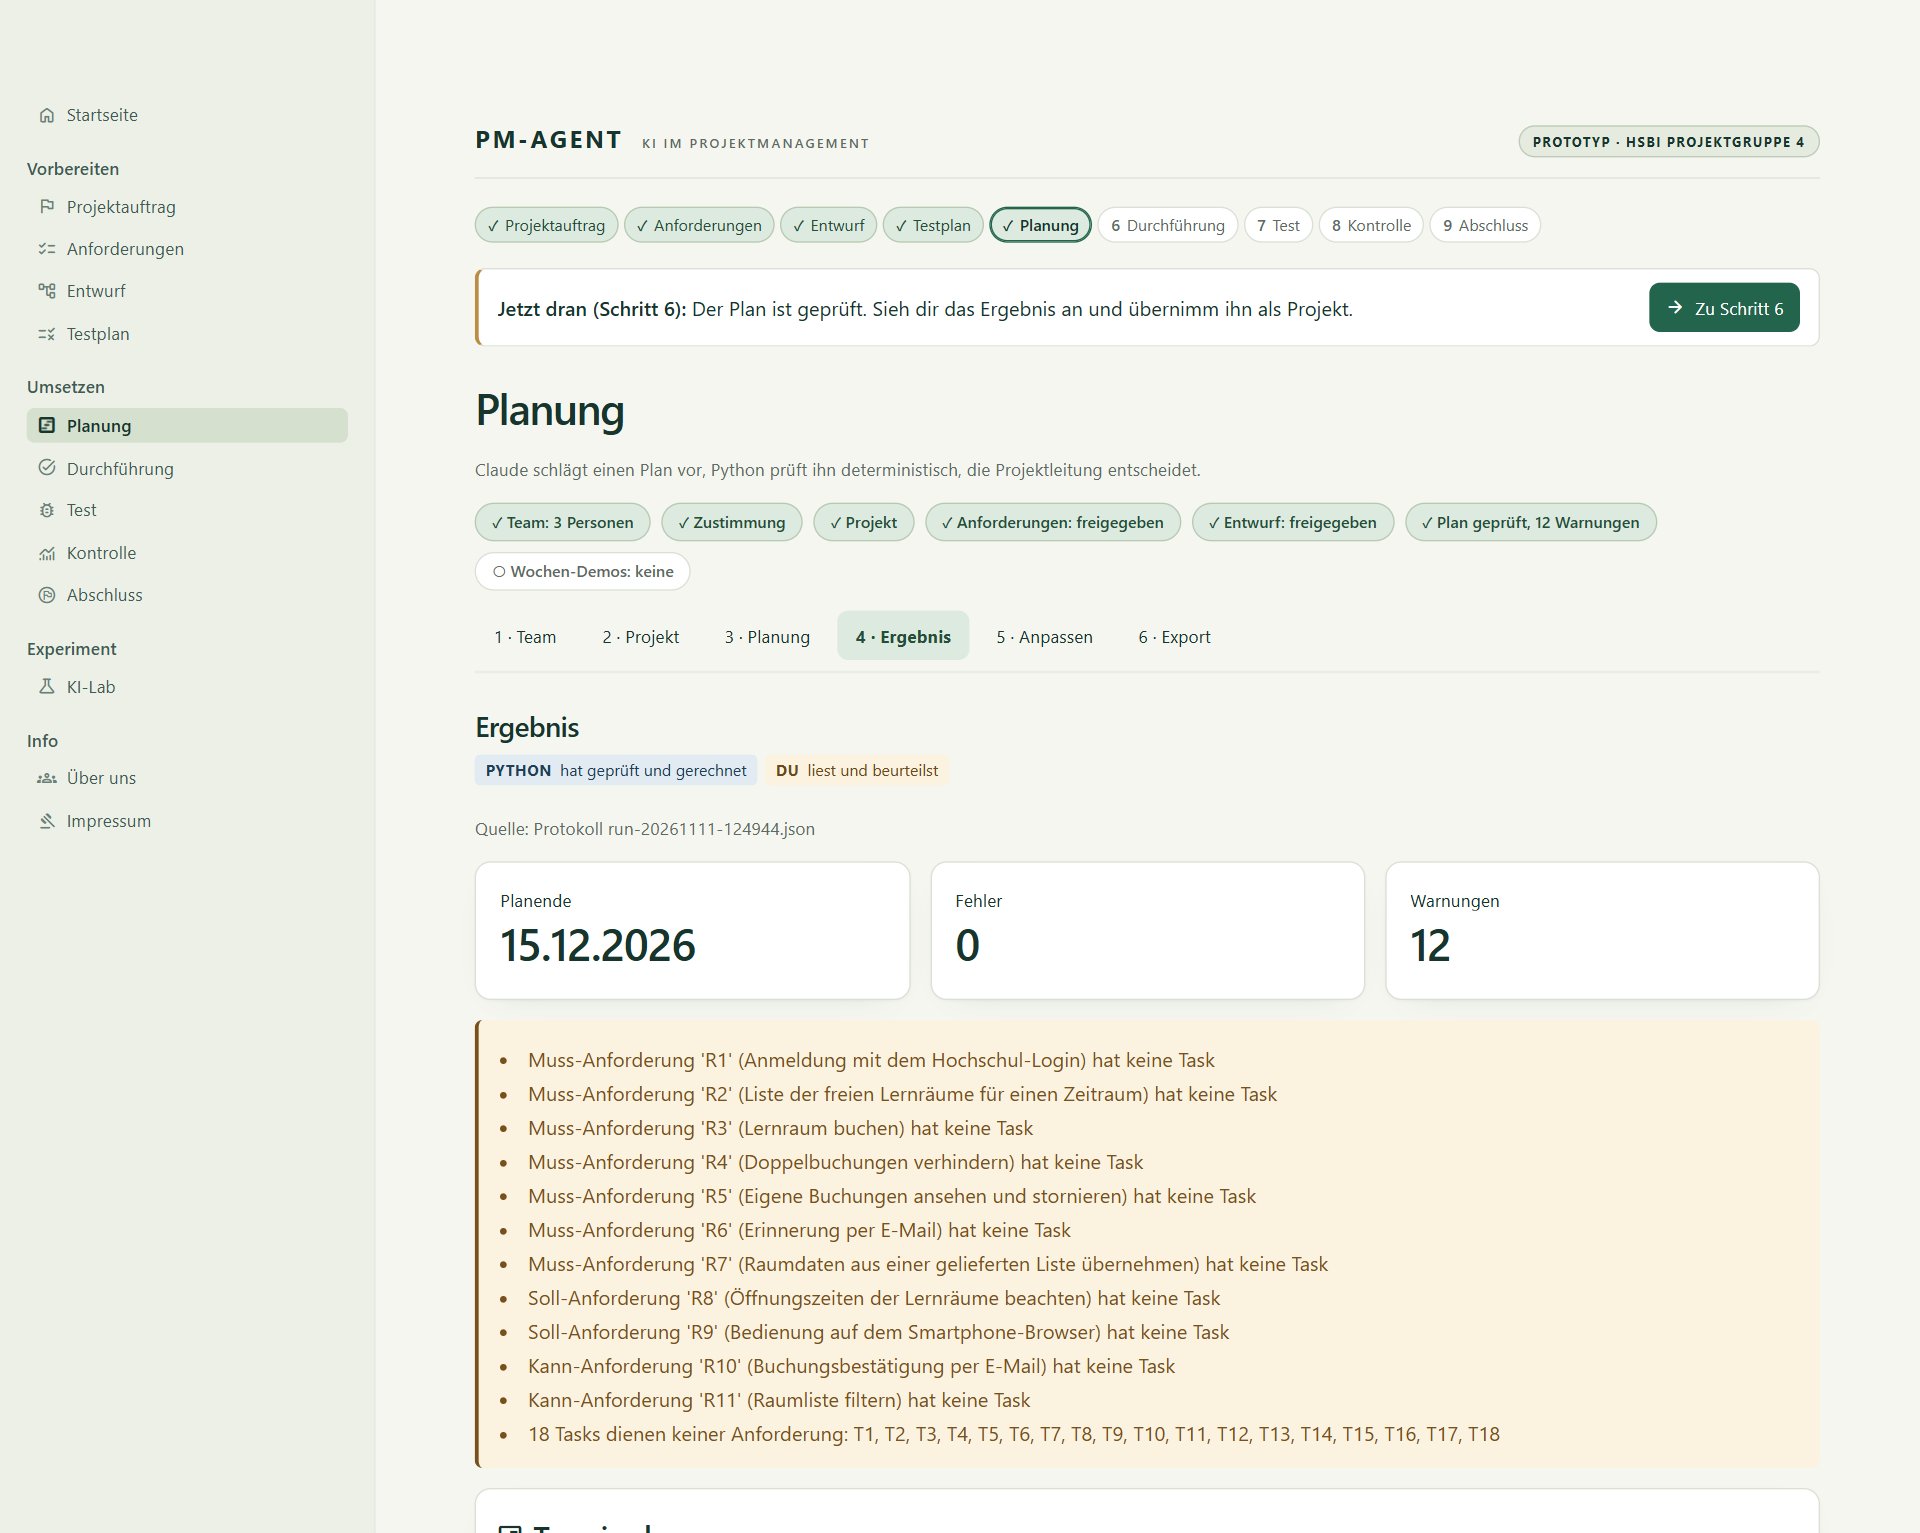 Startseite
Vorbereiten
Projektauftrag
Anforderungen
Entwurf
Testplan
Umsetzen
Planung
Durchführung
Test
Kontrolle
Abschluss
Experiment
KI-Lab
Info
Über uns
Impressum
PM-AGENT KI IM PROJEKTMANAGEMENT
PROTOTYP · HSBI PROJEKTGRUPPE 4
✓ Projektauftrag ✓ Anforderungen ✓ Entwurf ✓ Testplan ✓ Planung 6 Durchführung 7 Test 8 Kontrolle 9 Abschluss
Jetzt dran (Schritt 6): Der Plan ist geprüft. Sieh dir das Ergebnis an und übernimm ihn als Projekt.
→ Zu Schritt 6
Planung
Claude schlägt einen Plan vor, Python prüft ihn deterministisch, die Projektleitung entscheidet.
✓ Team: 3 Personen ✓ Zustimmung ✓ Projekt ✓ Anforderungen: freigegeben ✓ Entwurf: freigegeben ✓ Plan geprüft, 12 Warnungen
○ Wochen-Demos: keine
1 · Team 2 · Projekt 3 · Planung 4 · Ergebnis 5 · Anpassen 6 · Export
Ergebnis
PYTHON hat geprüft und gerechnet DU liest und beurteilst
Quelle: Protokoll run-20261111-124944.json
Planende
15.12.2026
Fehler
0
Warnungen
12
• Muss-Anforderung 'R1' (Anmeldung mit dem Hochschul-Login) hat keine Task
• Muss-Anforderung 'R2' (Liste der freien Lernräume für einen Zeitraum) hat keine Task
• Muss-Anforderung 'R3' (Lernraum buchen) hat keine Task
• Muss-Anforderung 'R4' (Doppelbuchungen verhindern) hat keine Task
• Muss-Anforderung 'R5' (Eigene Buchungen ansehen und stornieren) hat keine Task
• Muss-Anforderung 'R6' (Erinnerung per E-Mail) hat keine Task
• Muss-Anforderung 'R7' (Raumdaten aus einer gelieferten Liste übernehmen) hat keine Task
• Soll-Anforderung 'R8' (Öffnungszeiten der Lernräume beachten) hat keine Task
• Soll-Anforderung 'R9' (Bedienung auf dem Smartphone-Browser) hat keine Task
• Kann-Anforderung 'R10' (Buchungsbestätigung per E-Mail) hat keine Task
• Kann-Anforderung 'R11' (Raumliste filtern) hat keine Task
• 18 Tasks dienen keiner Anforderung: T1, T2, T3, T4, T5, T6, T7, T8, T9, T10, T11, T12, T13, T14, T15, T16, T17, T18